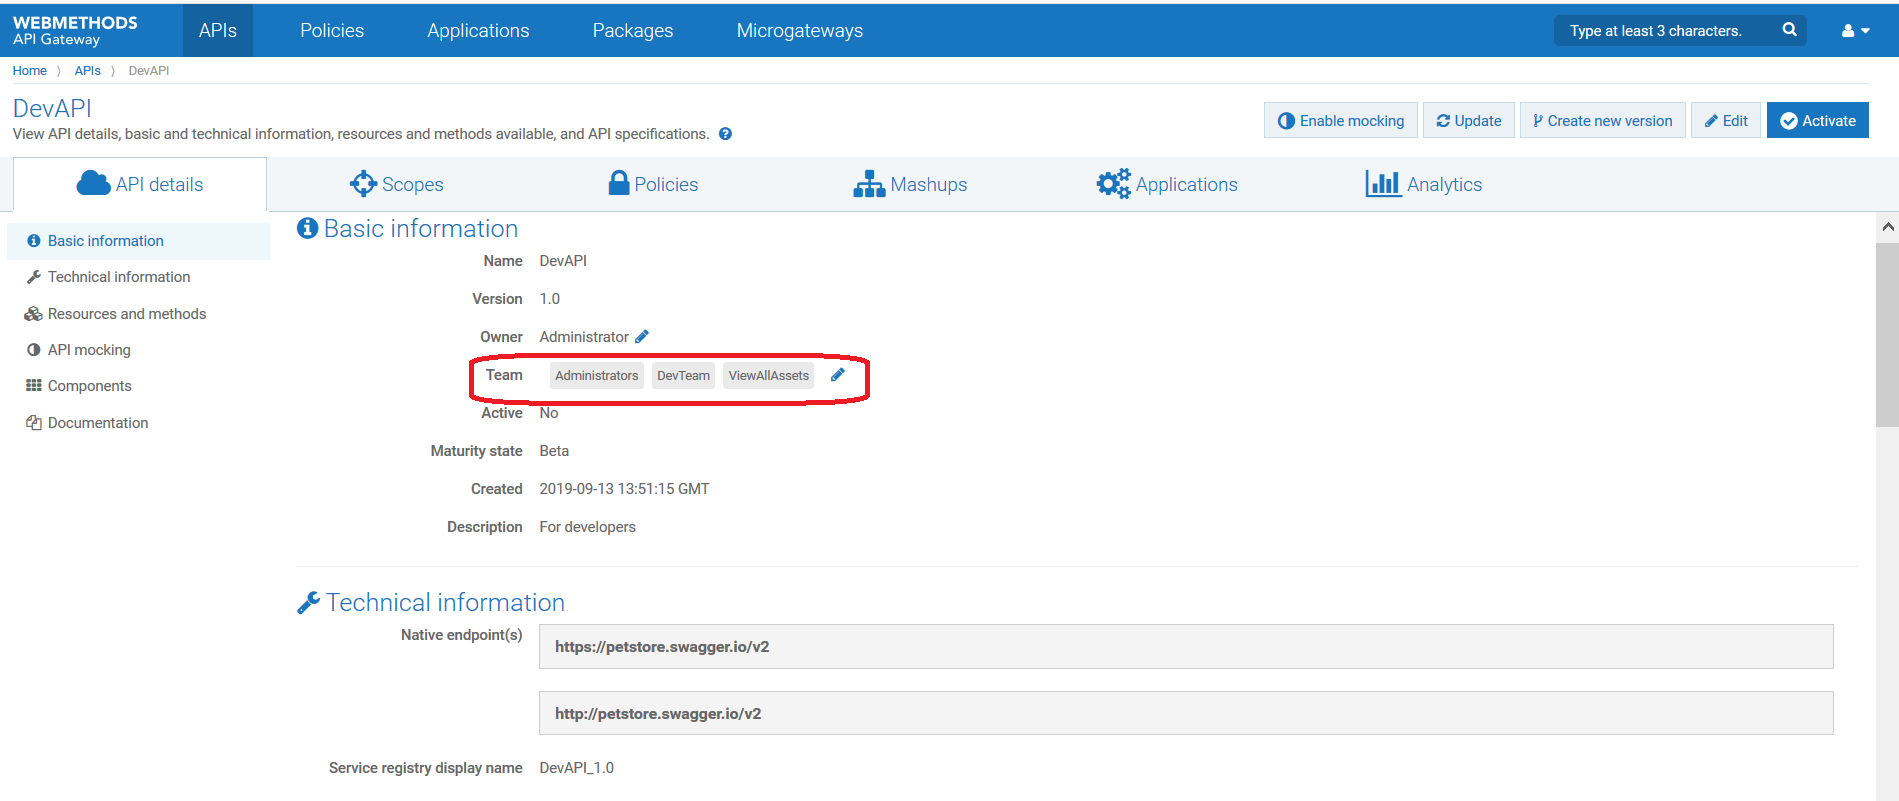 WEBMETHODS
API Gateway
APIs Policies Applications Packages Microgateways Type at least 3 characters.
Home 〉 APIs 〉 DevAPI
DevAPI
View API details, basic and technical information, resources and methods available, and API specifications.
Enable mocking Update Create new version Edit Activate
API details Scopes Policies Mashups Applications Analytics
Basic information
Technical information
Resources and methods
API mocking
Components
Documentation
Basic information
Name DevAPI
Version 1.0
Owner Administrator
Team Administrators DevTeam ViewAllAssets
Active No
Maturity state Beta
Created 2019-09-13 13:51:15 GMT
Description For developers
Technical information
Native endpoint(s) https://petstore.swagger.io/v2
http://petstore.swagger.io/v2
Service registry display name DevAPI_1.0